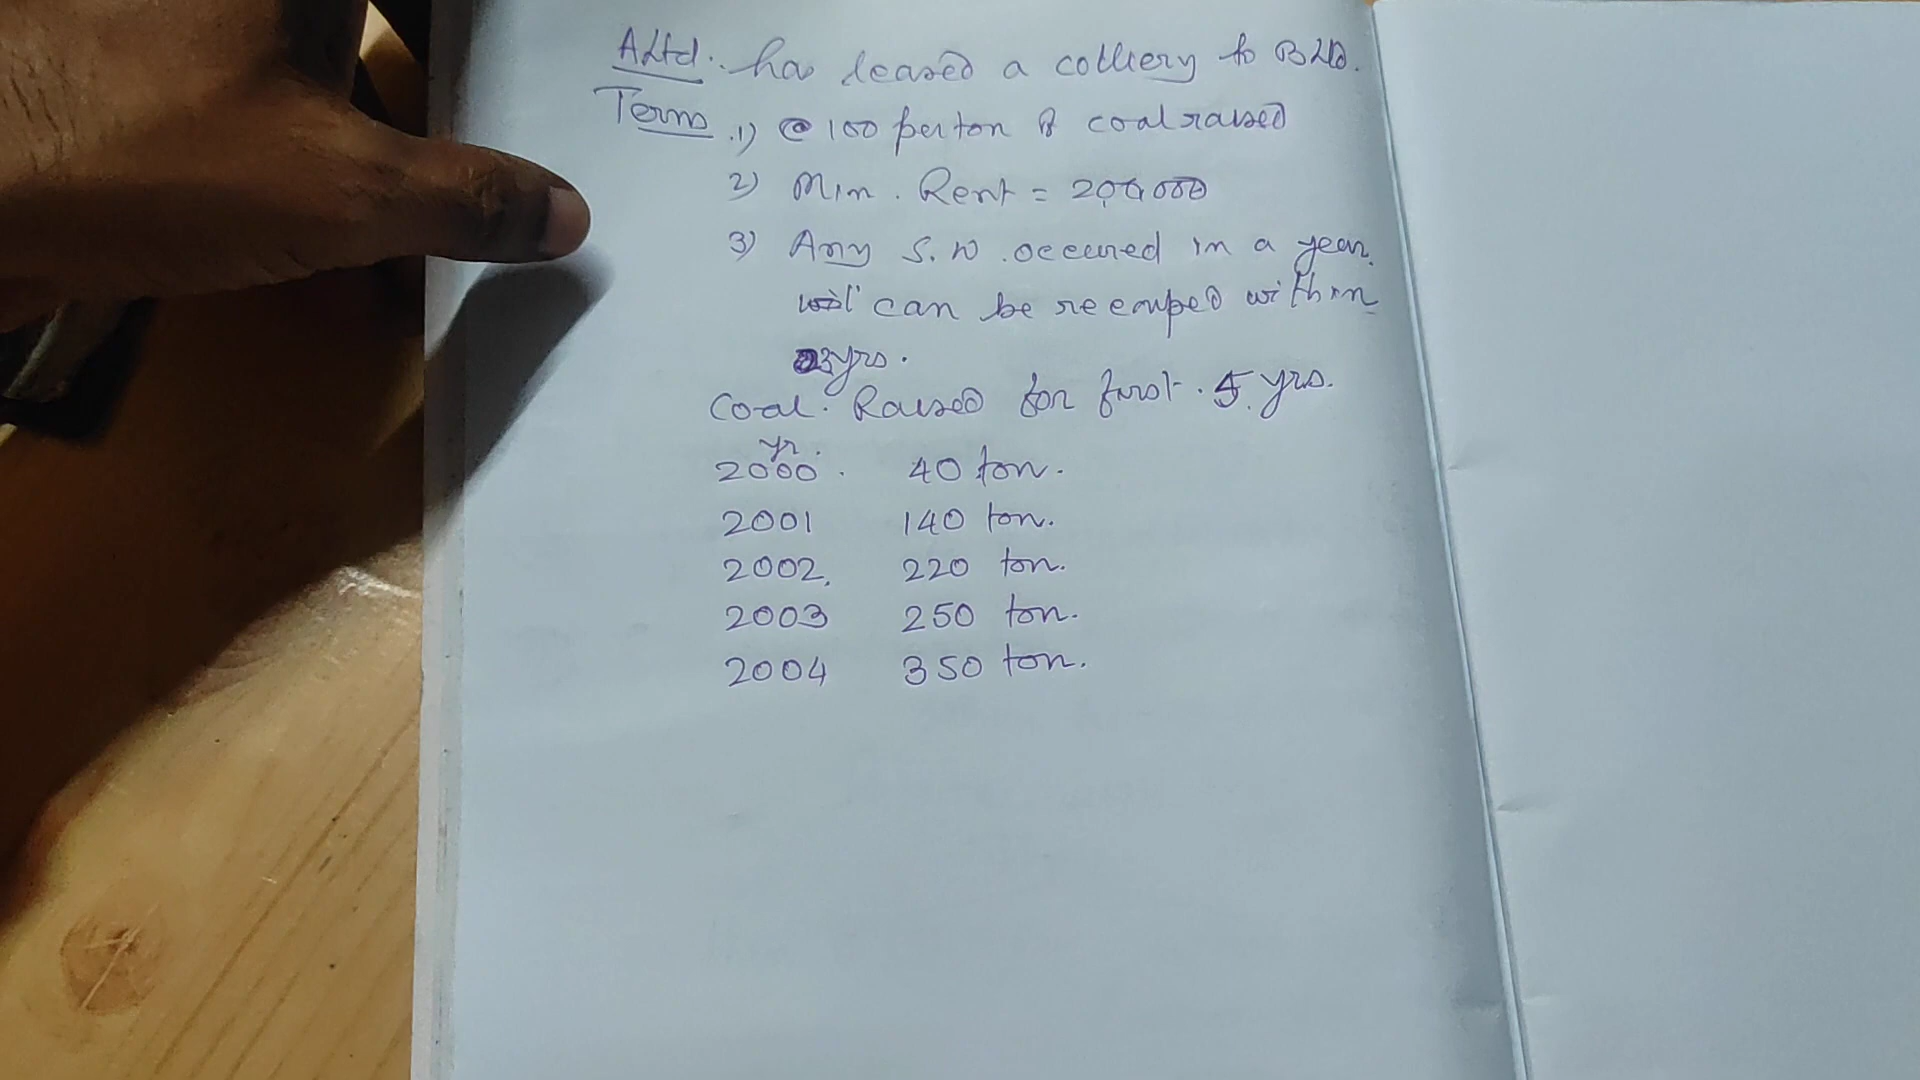 A Ltd. has leased a colliery to B Ltd.
Terms 1) @ 100 per ton of coal raised
2) Min. Rent = 200,000
3) Any S.W. occured in a year
can be recouped within
3 yrs.
Coal Raised for first 5 yrs.
yr.
2000. 40 ton.
2001 140 ton.
2002, 220 ton.
2003 250 ton.
2004 350 ton.